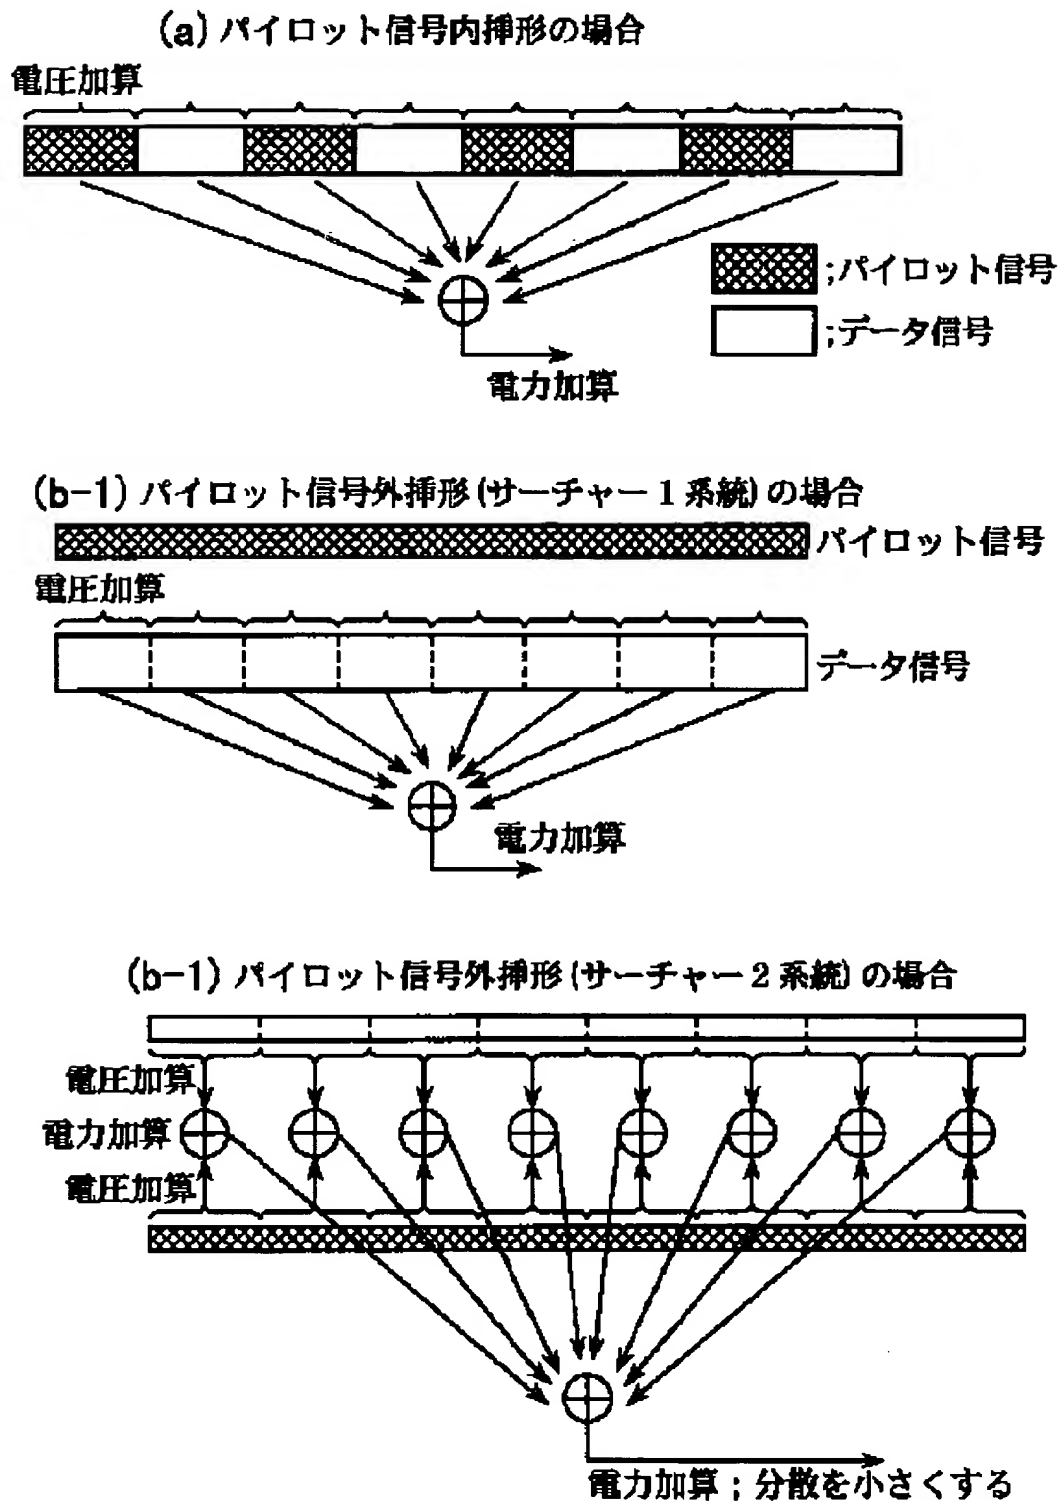 (a) パイロット信号内挿形の場合
電圧加算
;パイロット信号
;データ信号
電力加算
(b-1) パイロット信号外挿形(サーチャー1系統)の場合
パイロット信号
電圧加算
データ信号
電力加算
(b-1) パイロット信号外挿形(サーチャー2系統)の場合
電圧加算
電力加算
電圧加算
電力加算;分散を小さくする